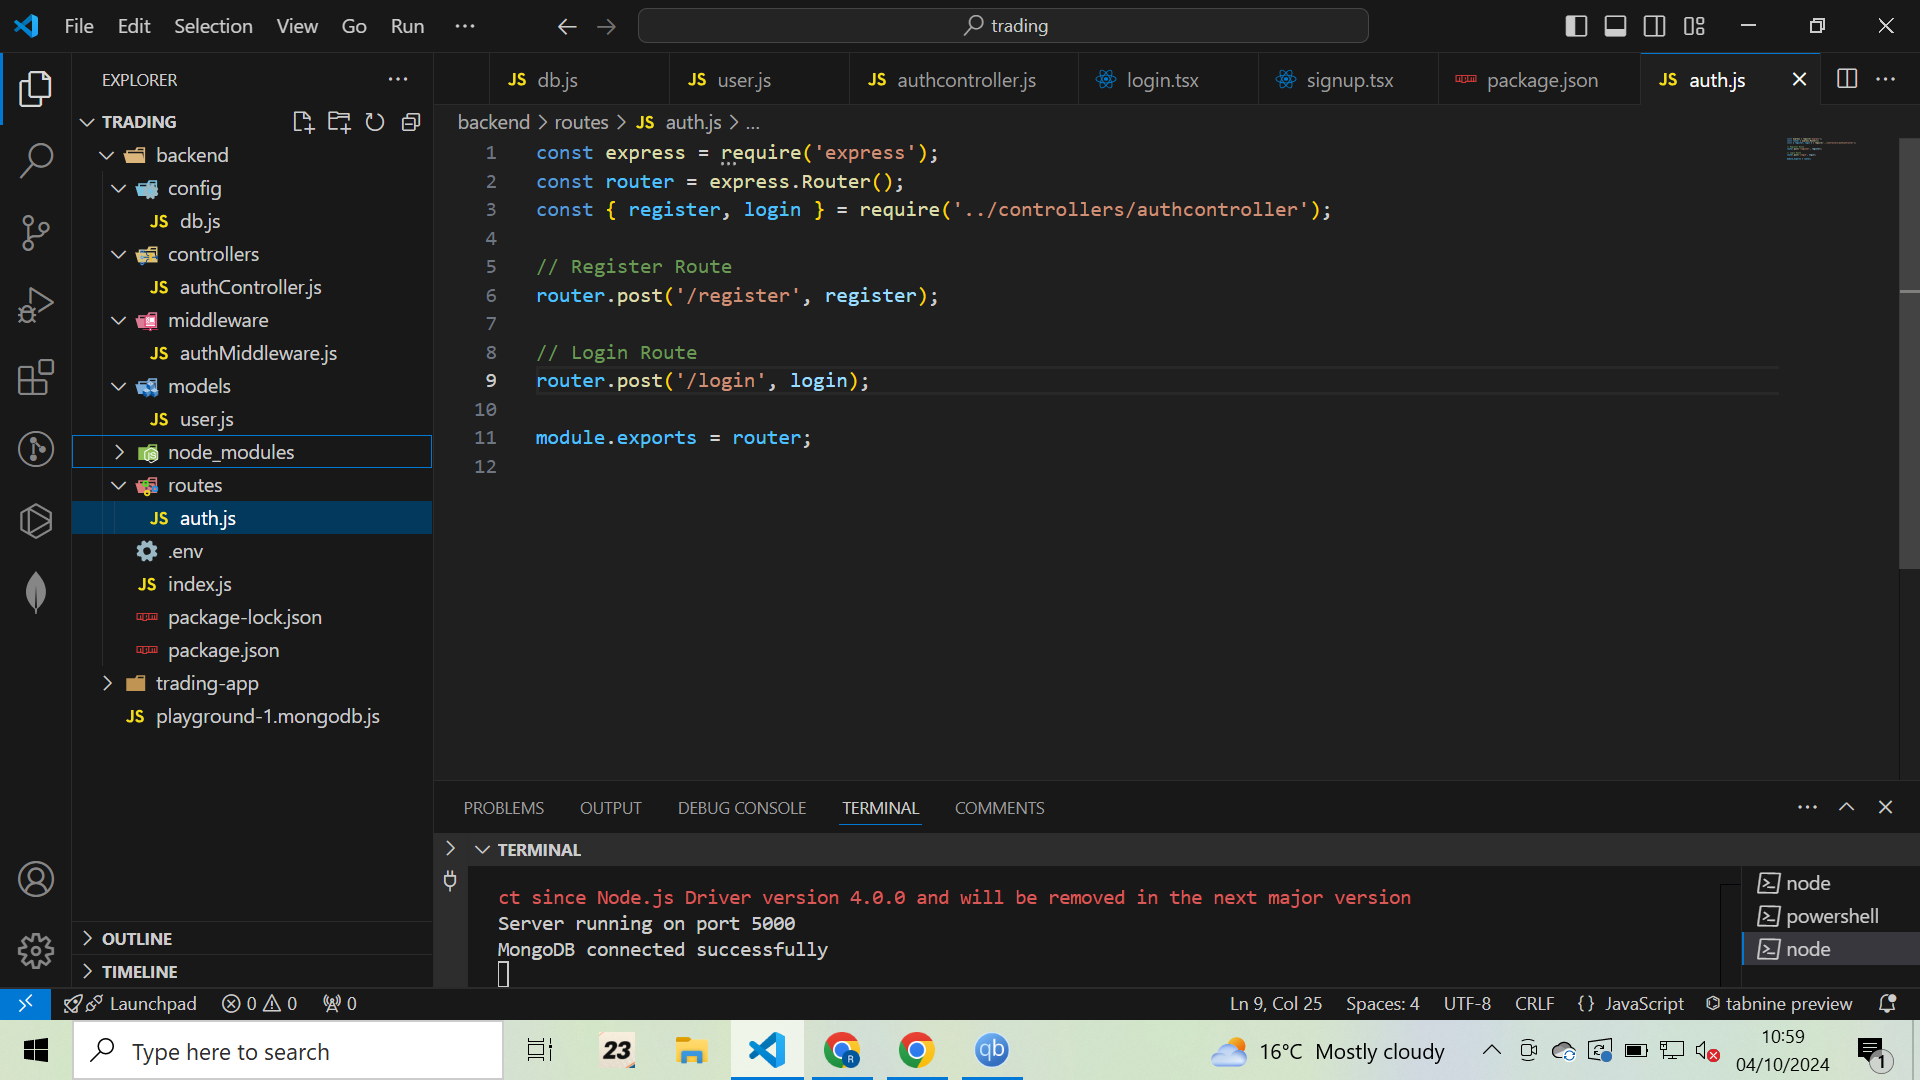 File Edit Selection View Go Run ...
trading
EXPLORER ...
TRADING
backend
config
JS db.js
controllers
JS authController.js
middleware
JS authMiddleware.js
models
JS user.js
node_modules
routes
JS auth.js
.env
JS index.js
package-lock.json
package.json
trading-app
JS playground-1.mongodb.js
OUTLINE
TIMELINE
JS db.js JS user.js JS authcontroller.js login.tsx signup.tsx package.json JS auth.js
backend > routes > JS auth.js > ...
1 const express = require('express');
2 const router = express.Router();
3 const { register, login } = require('../controllers/authcontroller');
4
5 // Register Route
6 router.post('/register', register);
7
8 // Login Route
9 router.post('/login', login);
10
11 module.exports = router;
12
PROBLEMS OUTPUT DEBUG CONSOLE TERMINAL COMMENTS
TERMINAL
ct since Node.js Driver version 4.0.0 and will be removed in the next major version
Server running on port 5000
MongoDB connected successfully
node
powershell
node
Launchpad 0 0 0 Ln 9, Col 25 Spaces: 4 UTF-8 CRLF {} JavaScript tabnine preview
Type here to search 23 R qb 16°C Mostly cloudy 10:59
04/10/2024 1